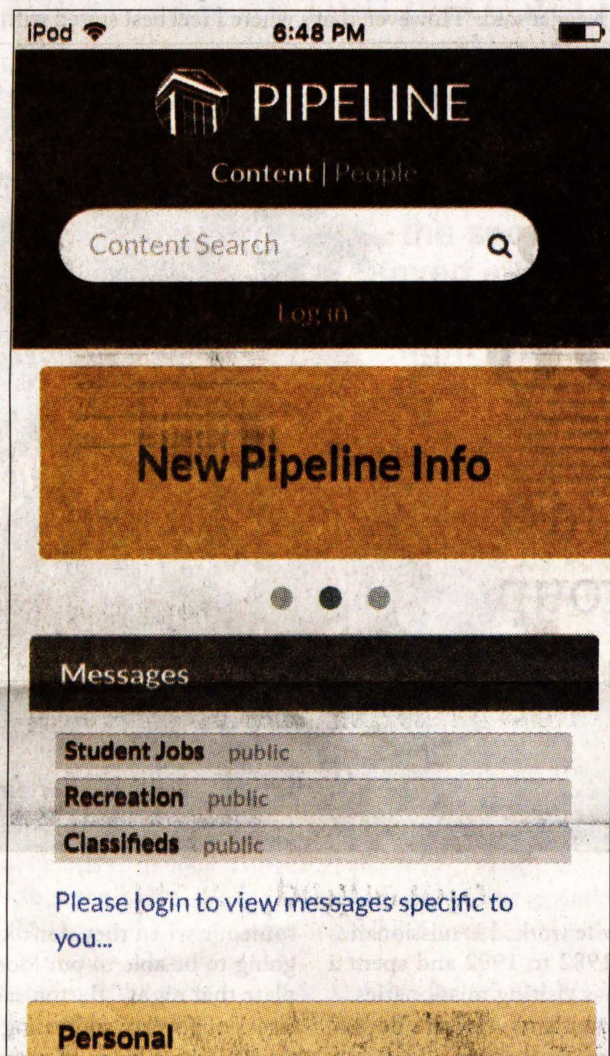 iPod 6:48 PM
PIPELINE
Content | People
Content Search
Log in
New Pipeline Info
Messages
Student Jobs public
Recreation public
Classifieds public
Please login to view messages specific to
you...
Personal